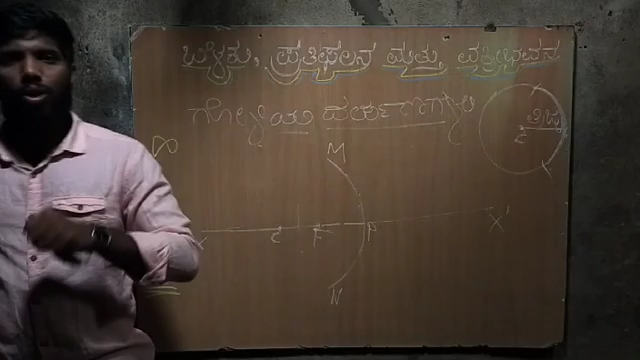 ಬೆಳಕು, ಪ್ರತಿಫಲನ ಮತ್ತು ವಕ್ರೀಭವನ
ಗೋಳೀಯ ದರ್ಪಣಗಳು
ತ್ರಿಜ್ಯ
C
M
X C F P X'
N